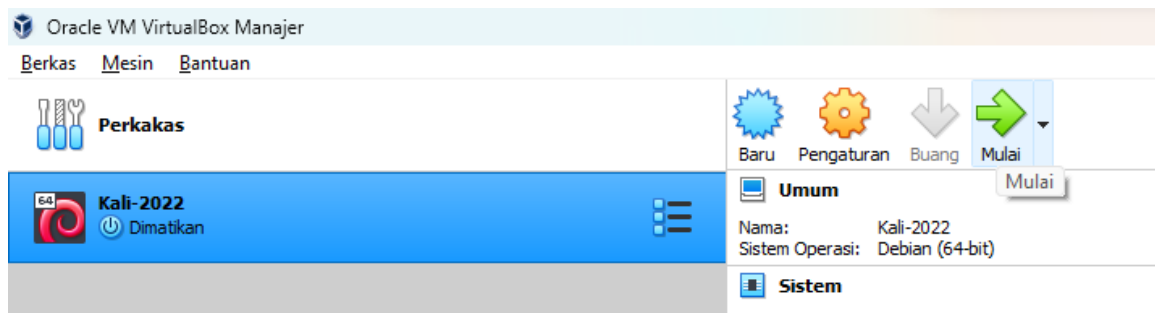 Oracle VM VirtualBox Manajer
Berkas Mesin Bantuan
Perkakas
Baru Pengaturan Buang Mulai
Mulai
64
Kali-2022
Dimatikan
Umum
Nama: Kali-2022
Sistem Operasi: Debian (64-bit)
Sistem